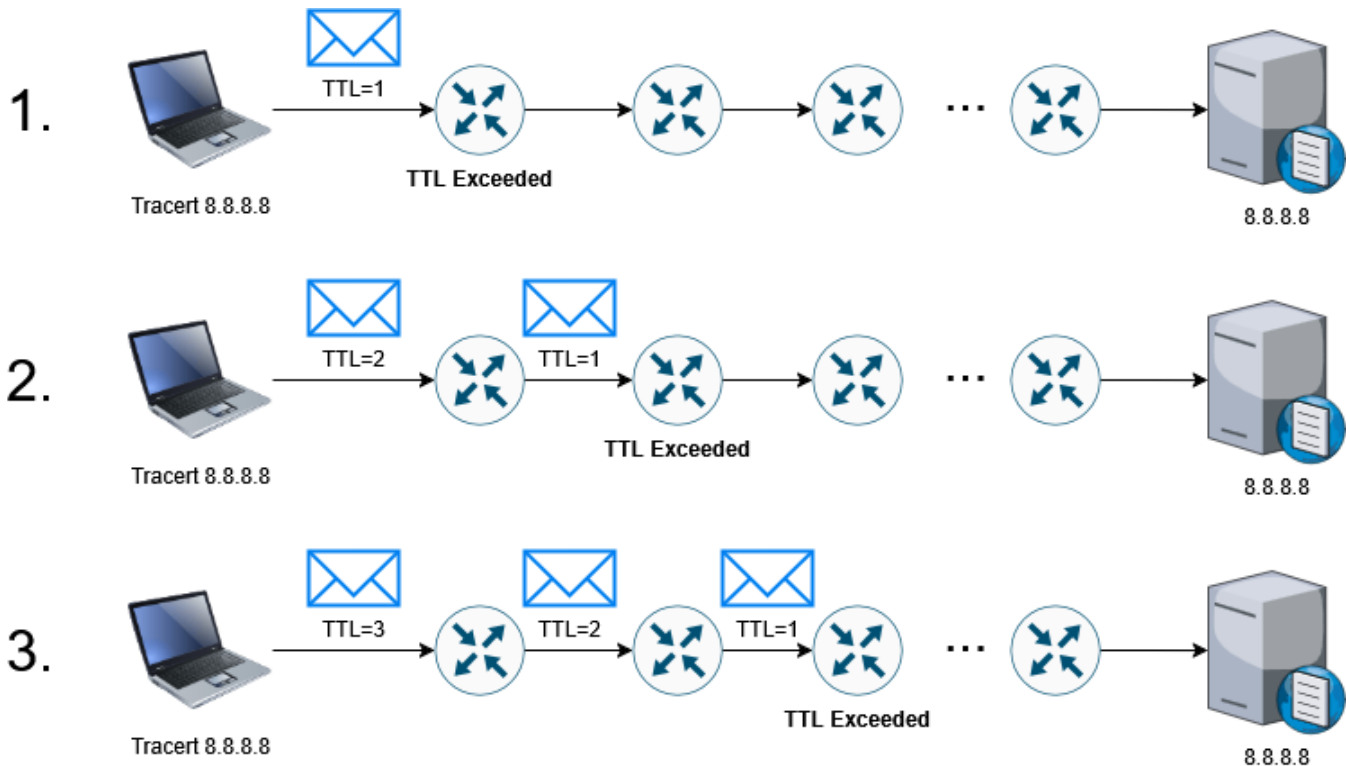 1.
TTL=1
...
TTL Exceeded
Tracert 8.8.8.8
8.8.8.8
2.
TTL=2
TTL=1
...
TTL Exceeded
Tracert 8.8.8.8
8.8.8.8
3.
TTL=3
TTL=2
TTL=1
...
TTL Exceeded
Tracert 8.8.8.8
8.8.8.8